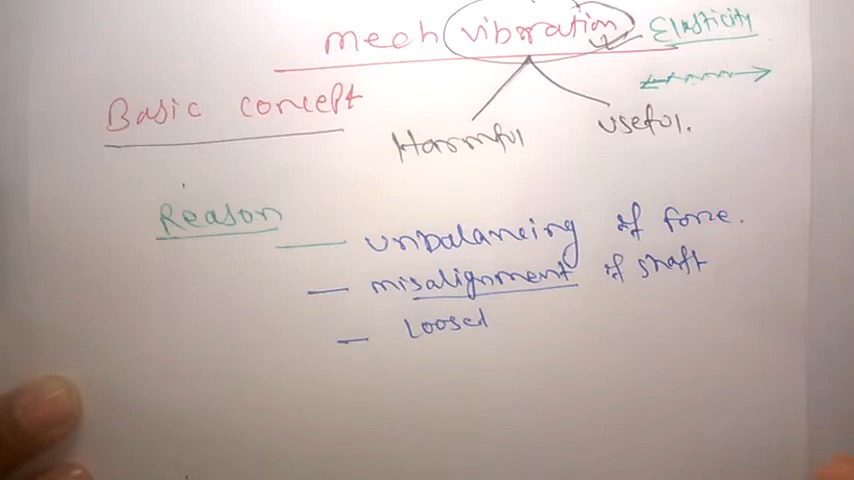 mech vibration Elasticity
Basic concept
Harmful useful.
Reason
— unbalancing of force.
— misalignment of shaft
— Loosed